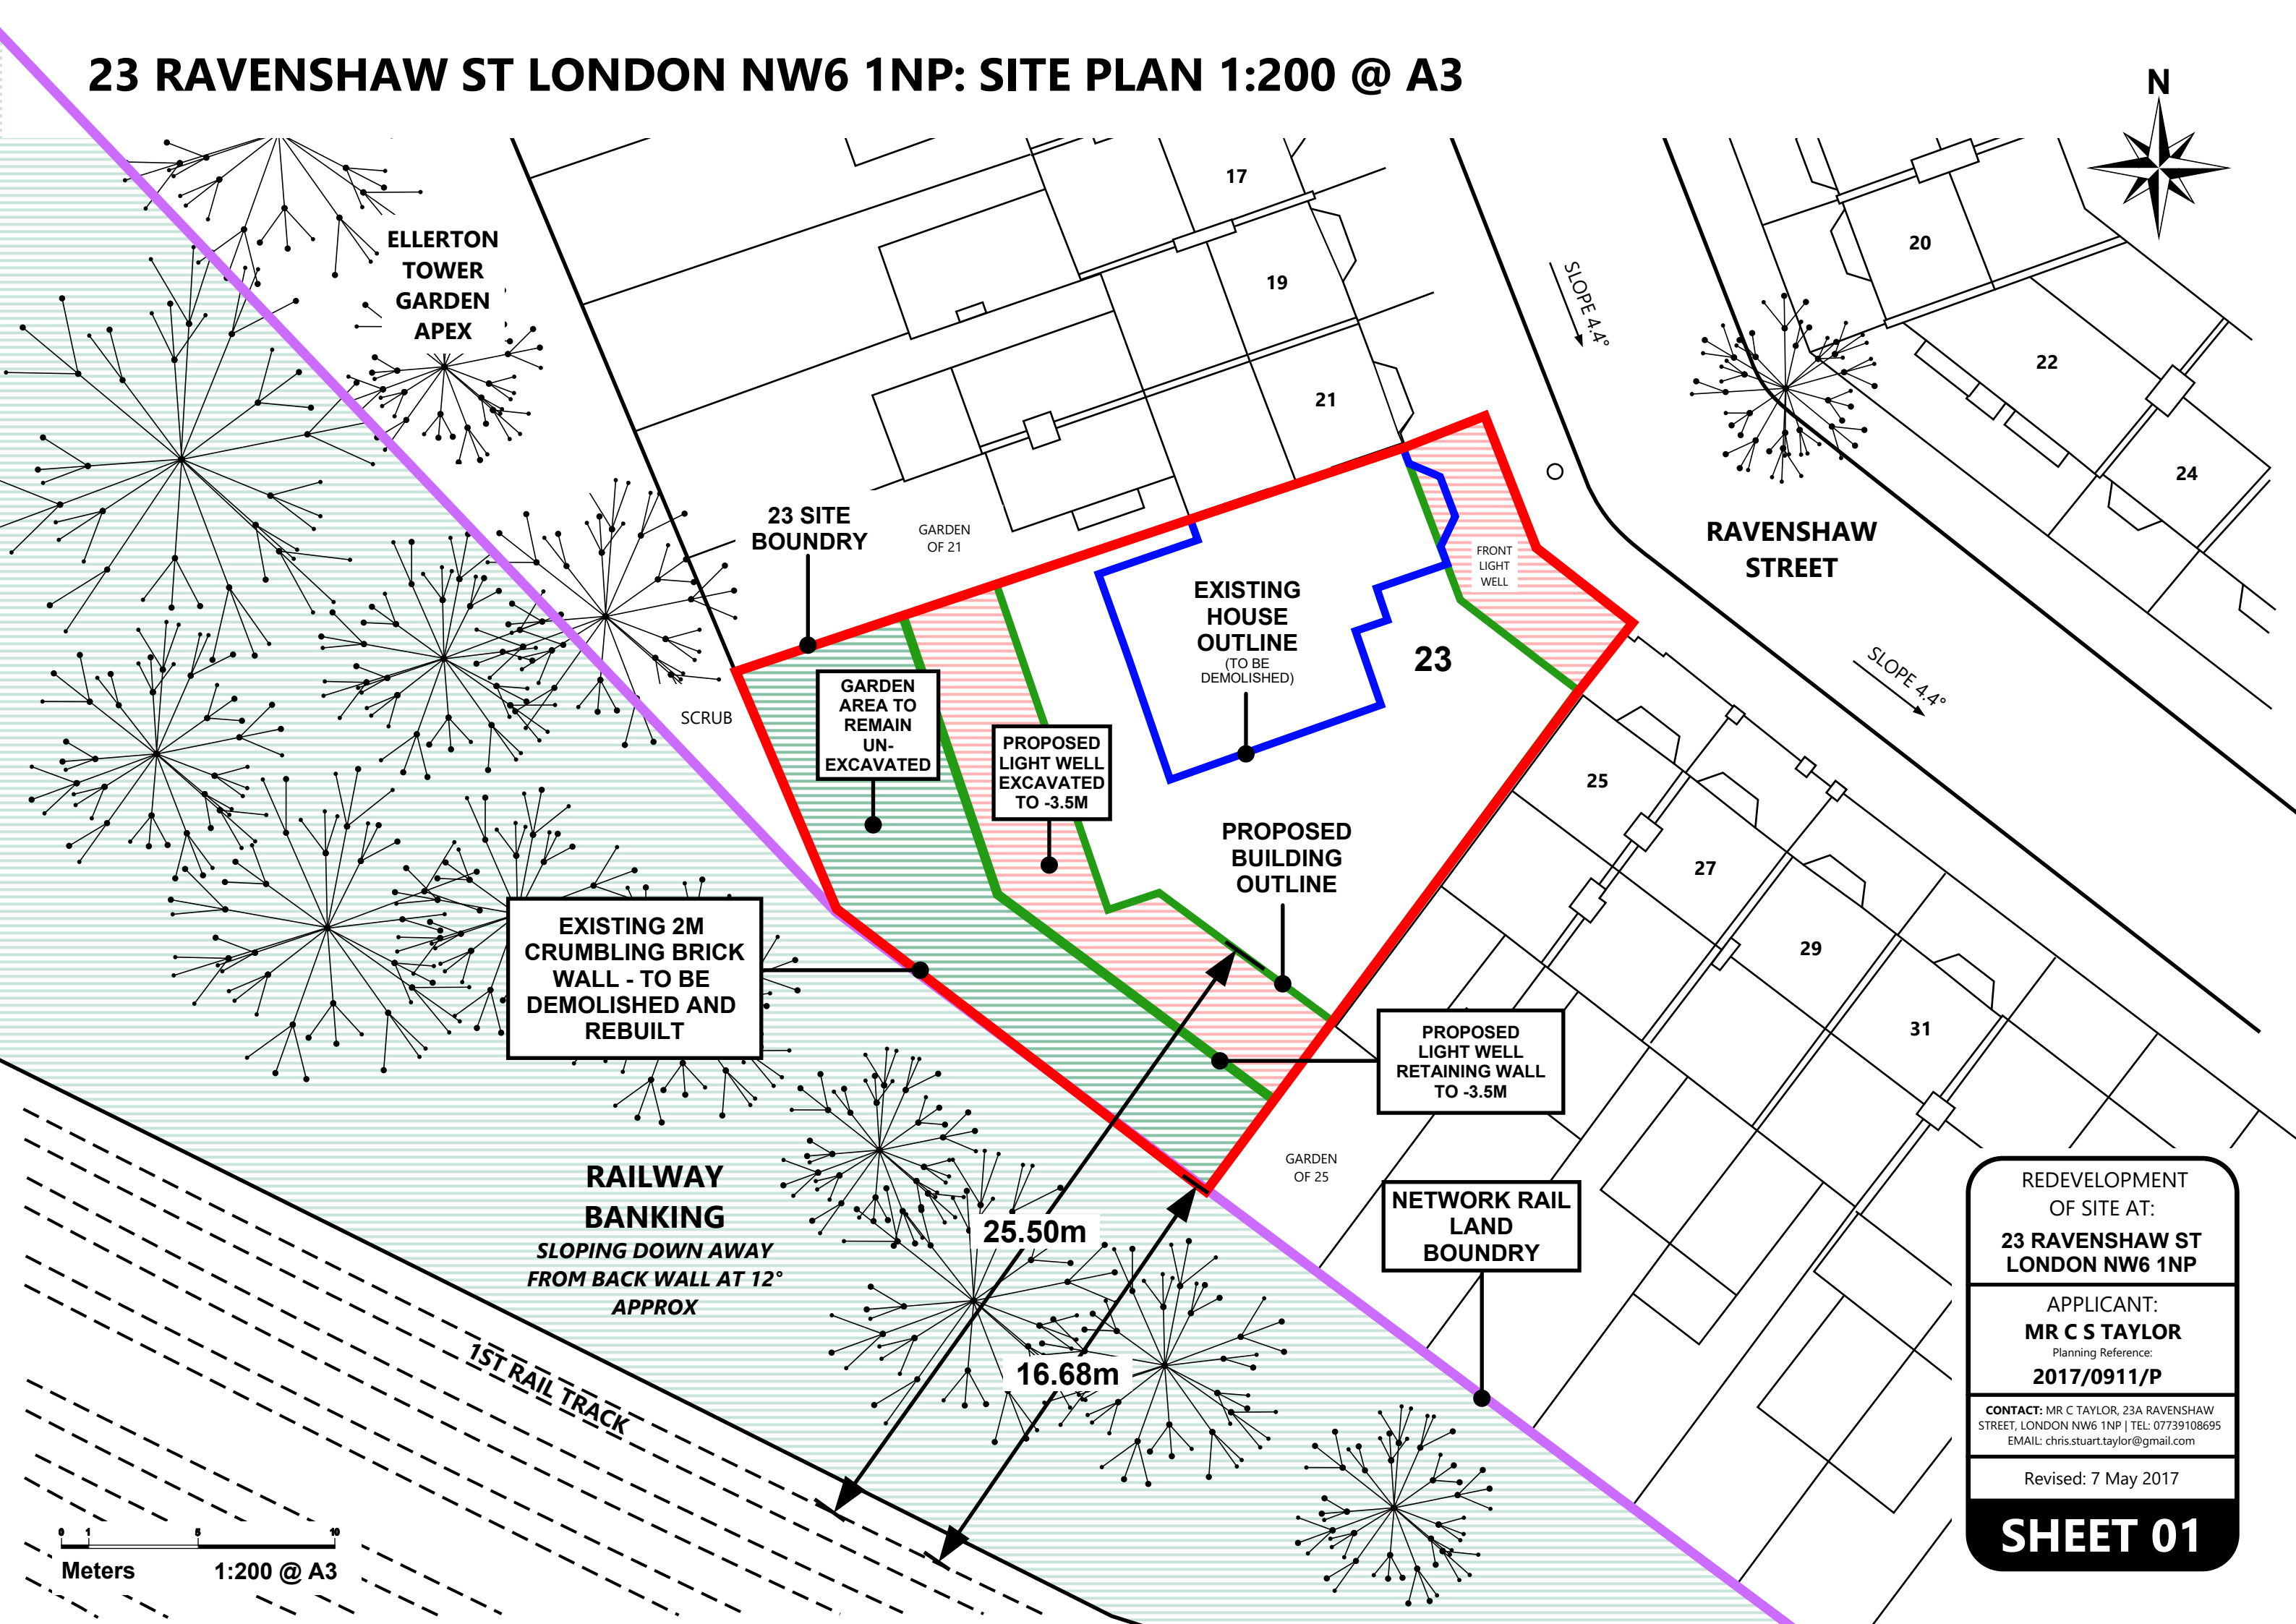 23 RAVENSHAW ST LONDON NW6 1NP: SITE PLAN 1:200 @ A3
N
ELLERTON
TOWER
GARDEN
APEX
17
19
21
20
22
24
SLOPE 4.4°
RAVENSHAW
STREET
SLOPE 4.4°
23 SITE
BOUNDRY
GARDEN
OF 21
FRONT
LIGHT
WELL
EXISTING
HOUSE
OUTLINE
(TO BE
DEMOLISHED)
23
SCRUB
GARDEN
AREA TO
REMAIN
UN-
EXCAVATED
PROPOSED
LIGHT WELL
EXCAVATED
TO -3.5M
PROPOSED
BUILDING
OUTLINE
25
27
29
31
EXISTING 2M
CRUMBLING BRICK
WALL - TO BE
DEMOLISHED AND
REBUILT
PROPOSED
LIGHT WELL
RETAINING WALL
TO -3.5M
GARDEN
OF 25
NETWORK RAIL
LAND
BOUNDRY
RAILWAY
BANKING
SLOPING DOWN AWAY
FROM BACK WALL AT 12°
APPROX
25.50m
16.68m
1ST RAIL TRACK
0 1 5 10
Meters 1:200 @ A3
REDEVELOPMENT
OF SITE AT:
23 RAVENSHAW ST
LONDON NW6 1NP
APPLICANT:
MR C S TAYLOR
Planning Reference:
2017/0911/P
CONTACT: MR C TAYLOR, 23A RAVENSHAW
STREET, LONDON NW6 1NP | TEL: 07739108695
EMAIL: chris.stuart.taylor@gmail.com
Revised: 7 May 2017
SHEET 01